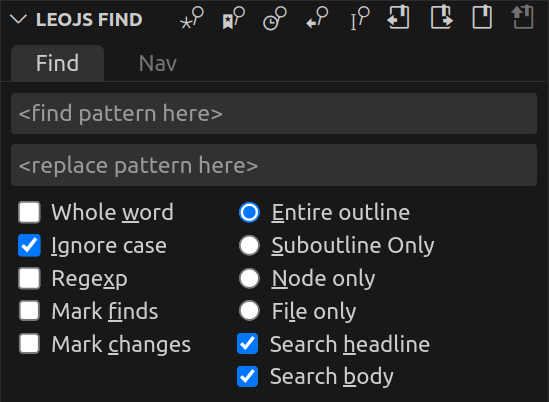 LEOJS FIND
Find Nav
<find pattern here>
<replace pattern here>
Whole word Entire outline
Ignore case Suboutline Only
Regexp Node only
Mark finds File only
Mark changes Search headline
Search body